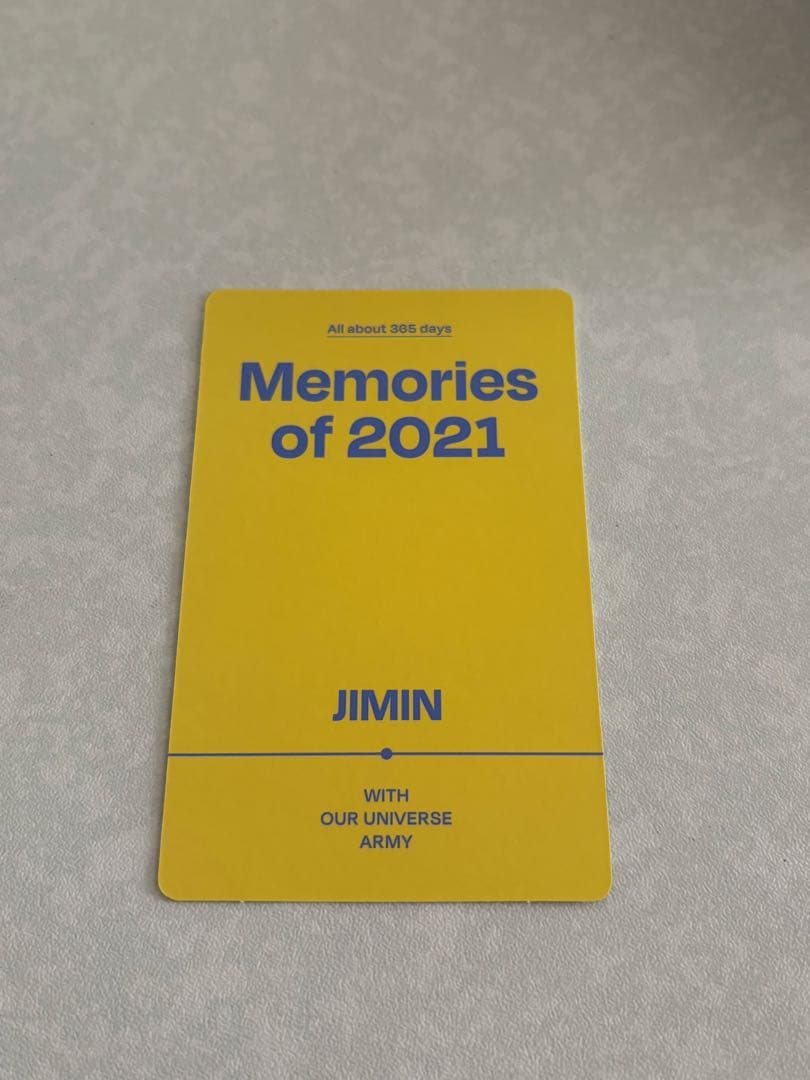 All about 365 days
Memories
of 2021
JIMIN
WITH
OUR UNIVERSE
ARMY